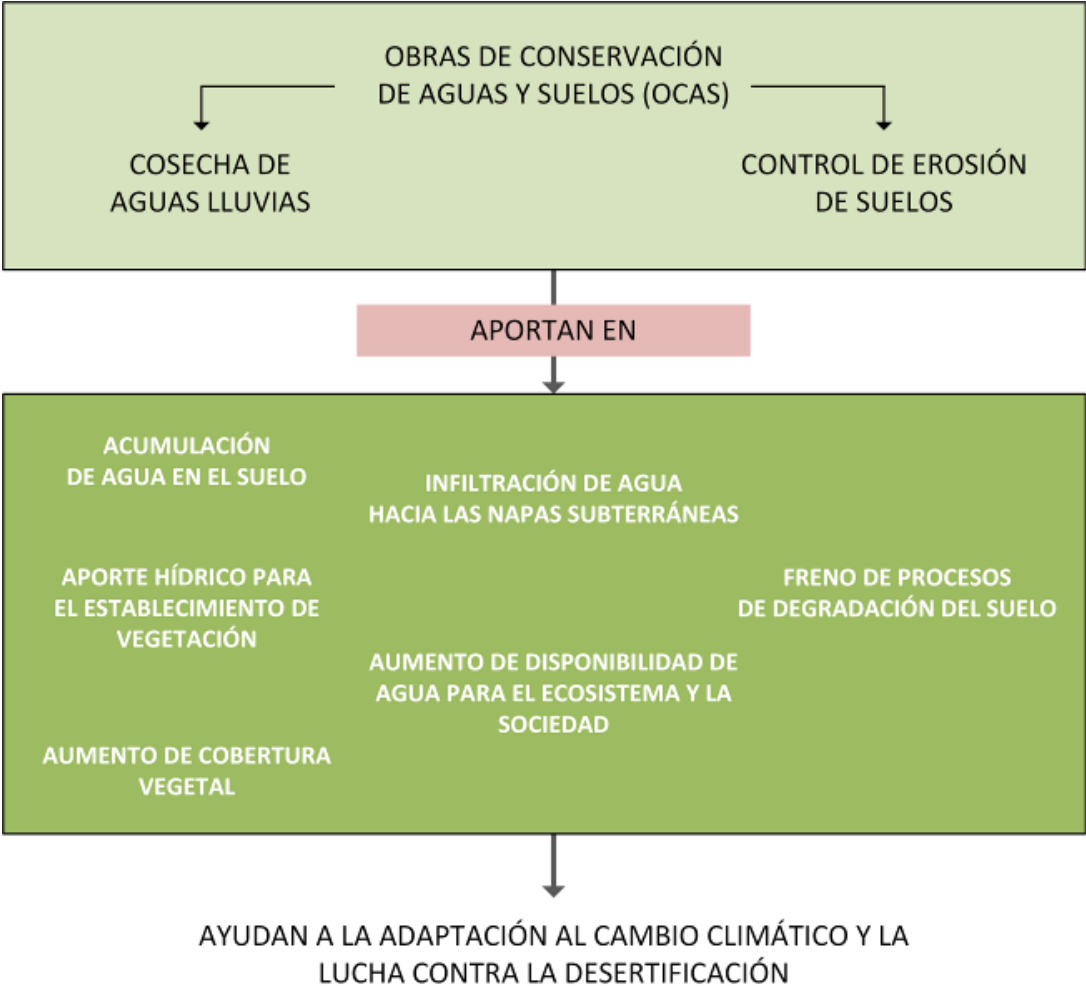 OBRAS DE CONSERVACIÓN
DE AGUAS Y SUELOS (OCAS)
COSECHA DE
AGUAS LLUVIAS
CONTROL DE EROSIÓN
DE SUELOS
APORTAN EN
ACUMULACIÓN
DE AGUA EN EL SUELO
INFILTRACIÓN DE AGUA
HACIA LAS NAPAS SUBTERRÁNEAS
APORTE HÍDRICO PARA
EL ESTABLECIMIENTO DE
VEGETACIÓN
FRENO DE PROCESOS
DE DEGRADACIÓN DEL SUELO
AUMENTO DE DISPONIBILIDAD DE
AGUA PARA EL ECOSISTEMA Y LA
SOCIEDAD
AUMENTO DE COBERTURA
VEGETAL
AYUDAN A LA ADAPTACIÓN AL CAMBIO CLIMÁTICO Y LA
LUCHA CONTRA LA DESERTIFICACIÓN